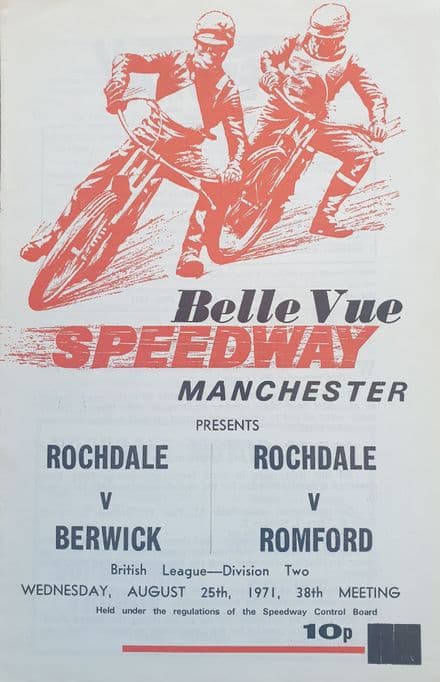 Belle Vue
SPEEDWAY
MANCHESTER
PRESENTS
ROCHDALE
V
BERWICK
ROCHDALE
V
ROMFORD
British League—Division Two
WEDNESDAY, AUGUST 25th, 1971, 38th MEETING
Held under the regulations of the Speedway Control Board
10p